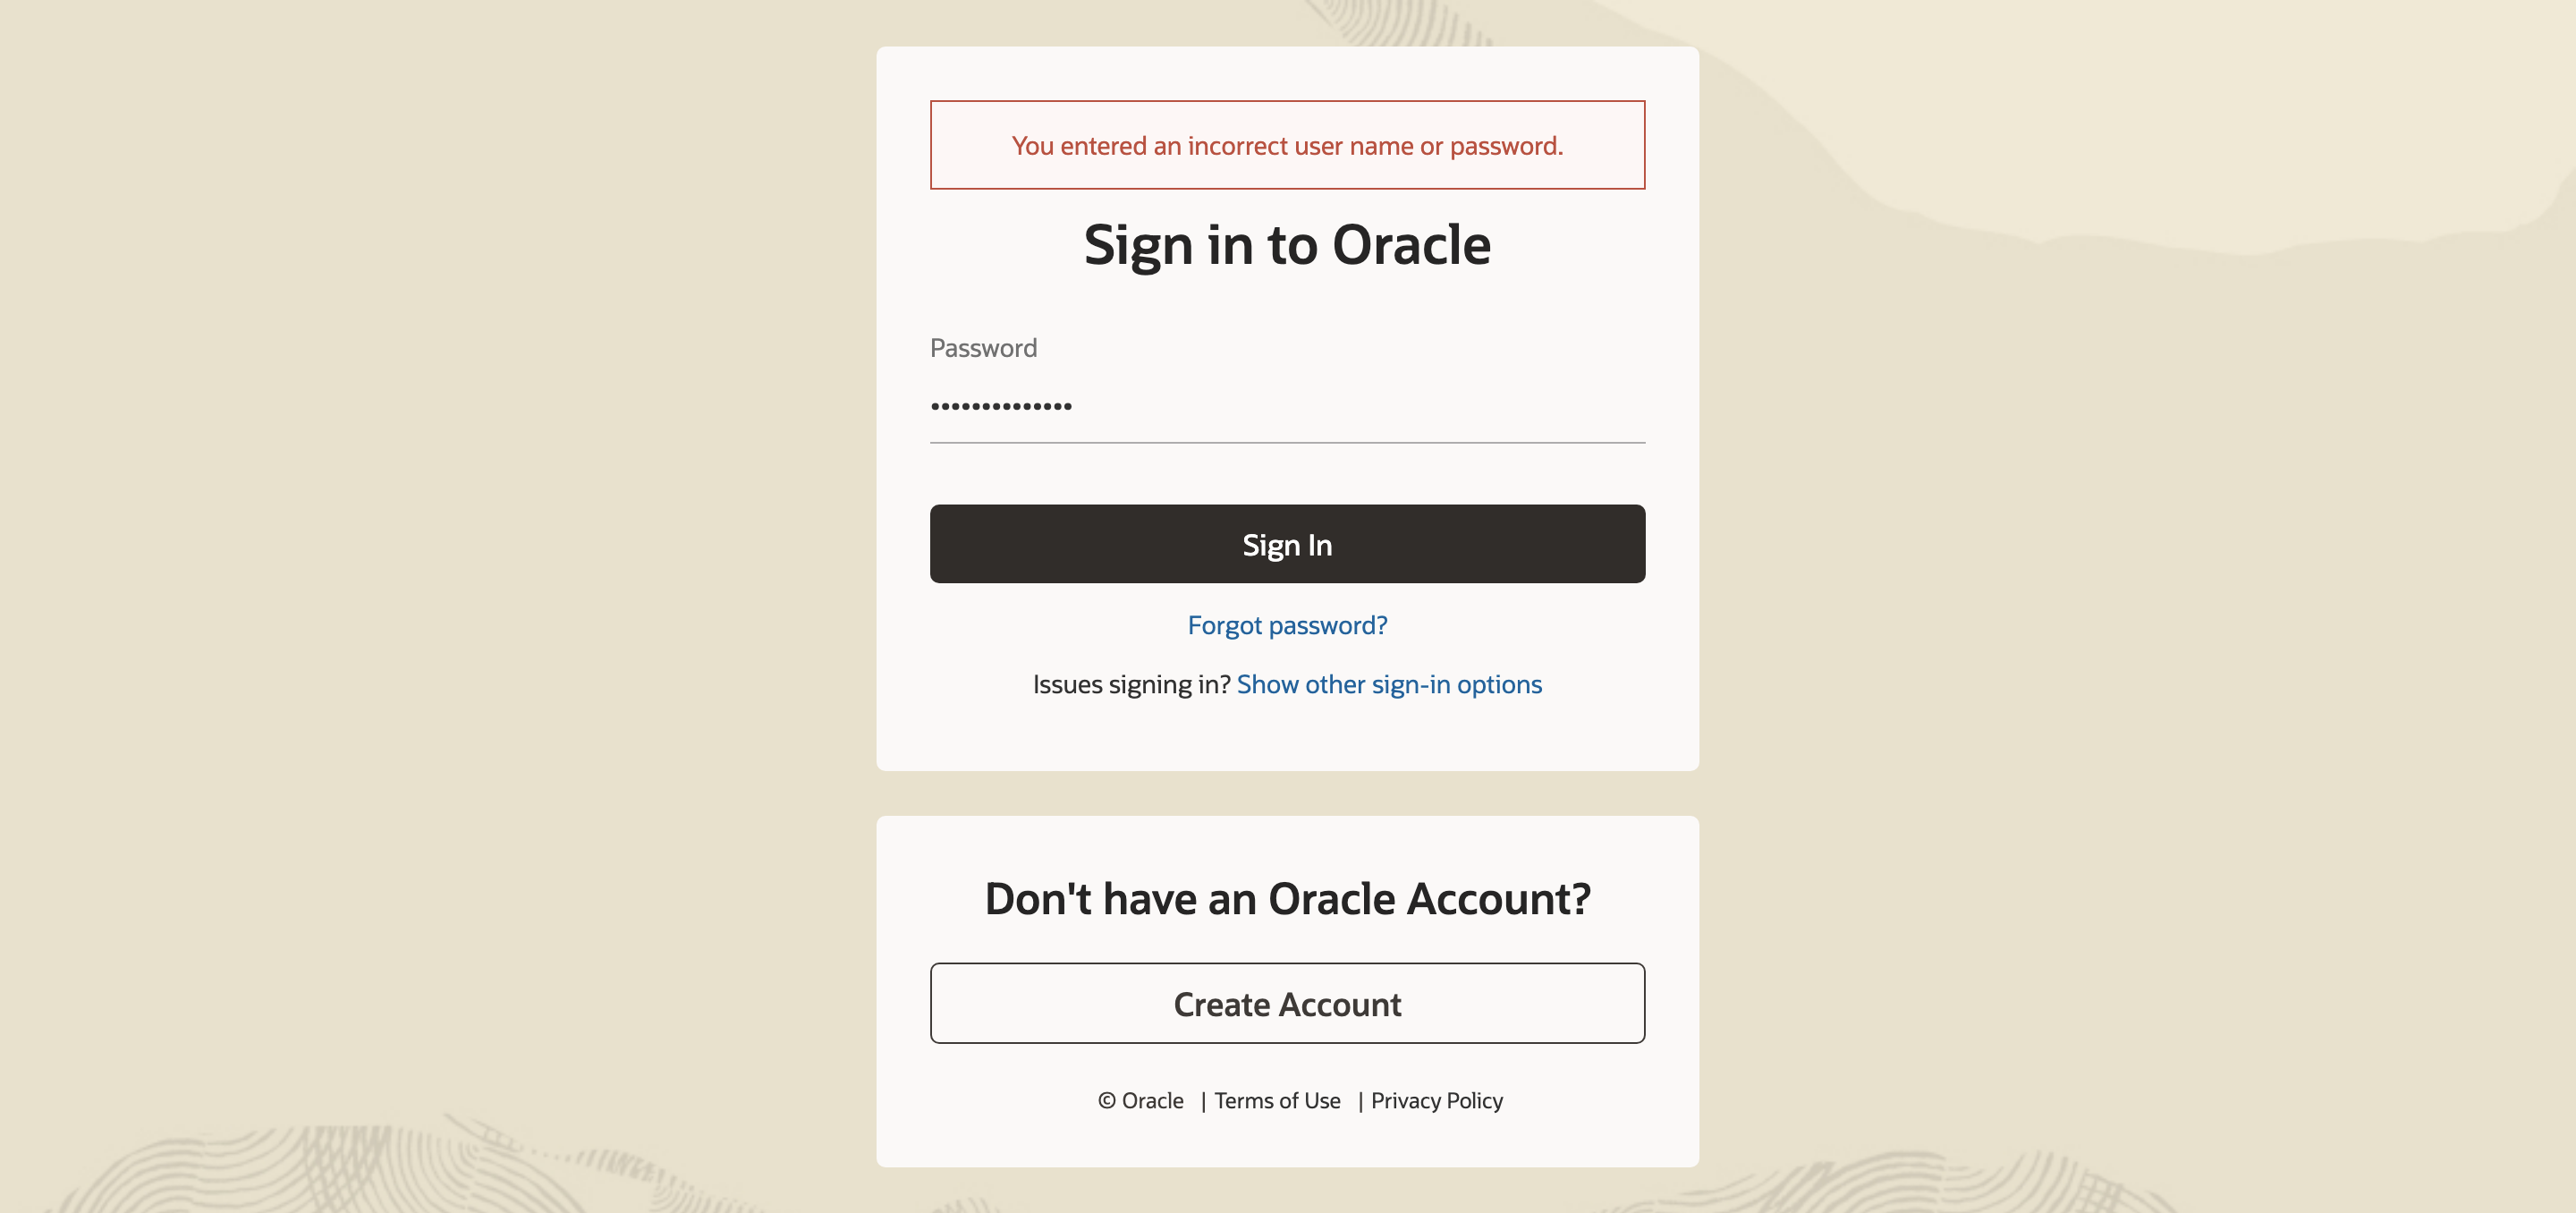 You entered an incorrect user name or password.
Sign in to Oracle
Password
••••••••••••••
Sign In
Forgot password?
Issues signing in? Show other sign-in options
Don't have an Oracle Account?
Create Account
© Oracle | Terms of Use | Privacy Policy